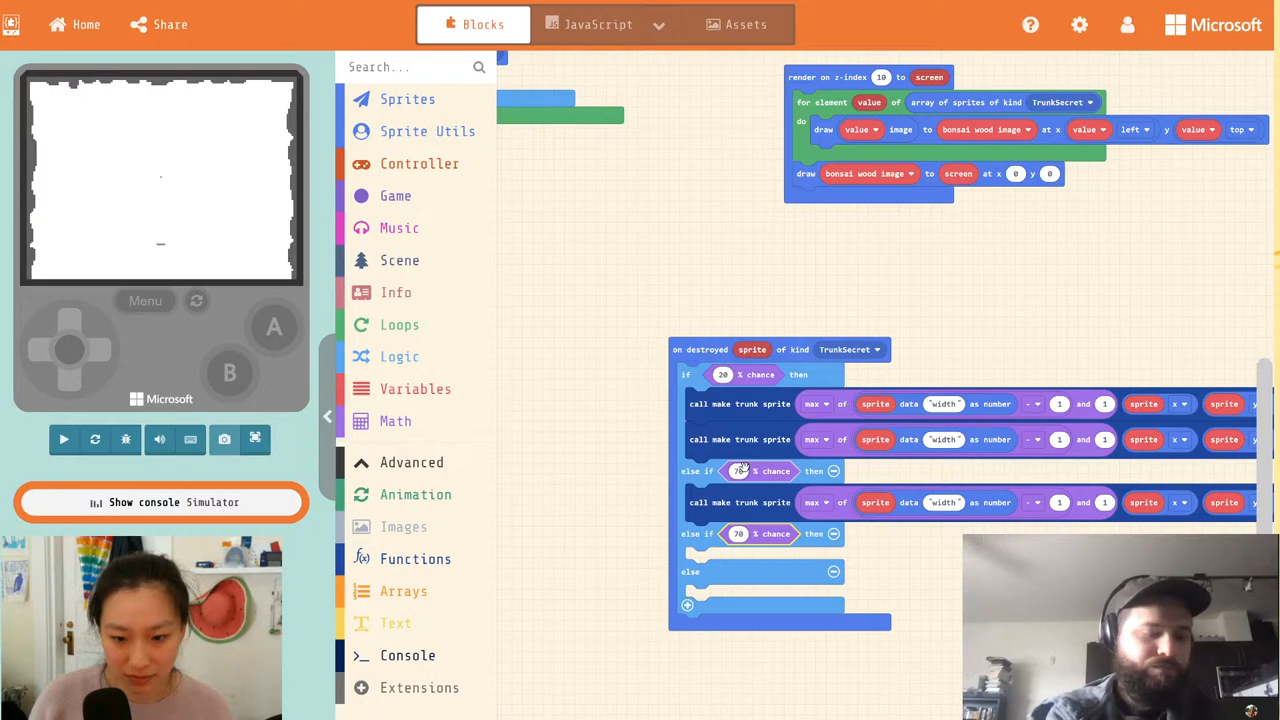 Home
Share
Blocks
JavaScript
Assets
Microsoft
Menu
A
B
Microsoft
Show console Simulator
Search...
Sprites
Sprite Utils
Controller
Game
Music
Scene
Info
Loops
Logic
Variables
Math
Advanced
Animation
Images
Functions
Arrays
Text
Console
Extensions
render on z-index 10 to screen
for element value of array of sprites of kind TrunkSecret
do
draw value image to bonsai wood image at x value left y value top
draw bonsai wood image to screen at x 0 y 0
on destroyed sprite of kind TrunkSecret
if 20 % chance then
call make trunk sprite max of sprite data "width" as number - 1 and 1 sprite x sprite y
call make trunk sprite max of sprite data "width" as number - 1 and 1 sprite x sprite
else if 70 % chance then
call make trunk sprite max of sprite data "width" as number - 1 and 1 sprite x sprite y
else if 70 % chance then
else